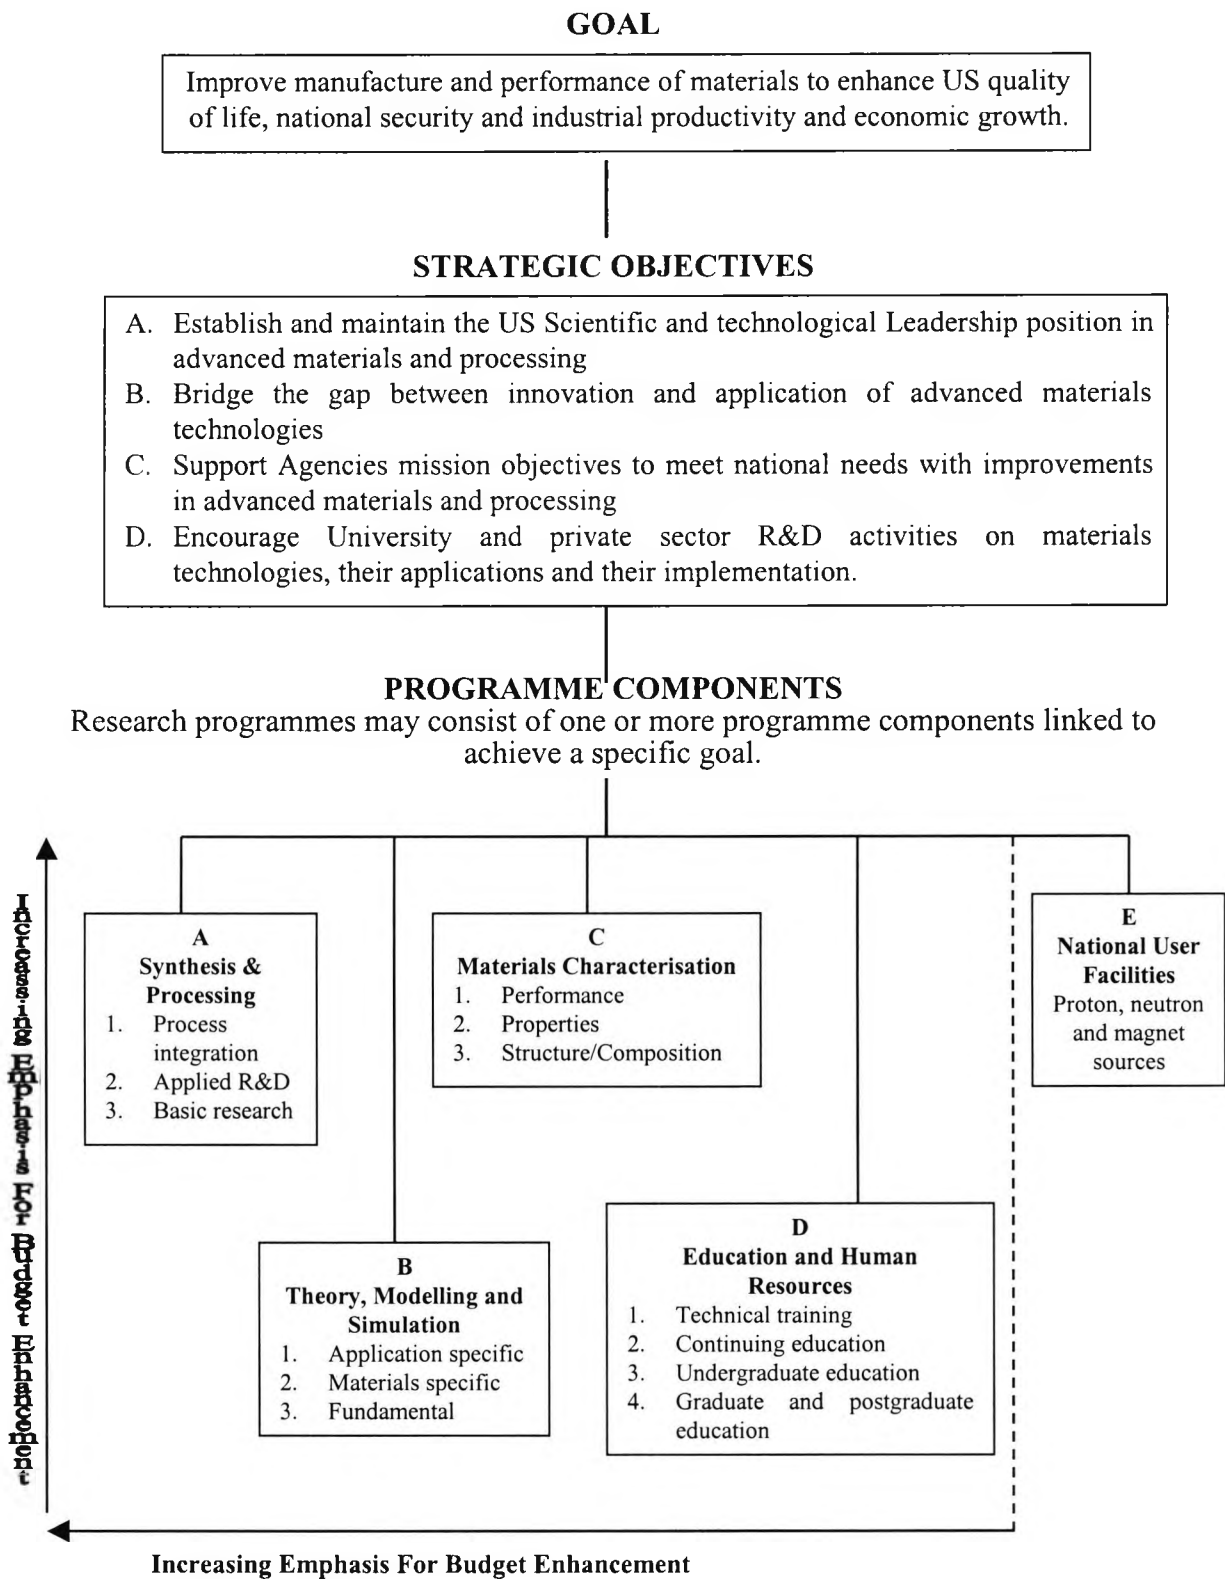 GOAL
Improve manufacture and performance of materials to enhance US quality
of life, national security and industrial productivity and economic growth.
STRATEGIC OBJECTIVES
A. Establish and maintain the US Scientific and technological Leadership position in
advanced materials and processing
B. Bridge the gap between innovation and application of advanced materials
technologies
C. Support Agencies mission objectives to meet national needs with improvements
in advanced materials and processing
D. Encourage University and private sector R&D activities on materials
technologies, their applications and their implementation.
PROGRAMME COMPONENTS
Research programmes may consist of one or more programme components linked to
achieve a specific goal.
Increasing Emphasis For Budget Enhancement
A
Synthesis &
Processing
1. Process
integration
2. Applied R&D
3. Basic research
B
Theory, Modelling and
Simulation
1. Application specific
2. Materials specific
3. Fundamental
C
Materials Characterisation
1. Performance
2. Properties
3. Structure/Composition
D
Education and Human
Resources
1. Technical training
2. Continuing education
3. Undergraduate education
4. Graduate and postgraduate
education
E
National User
Facilities
Proton, neutron
and magnet
sources
Increasing Emphasis For Budget Enhancement